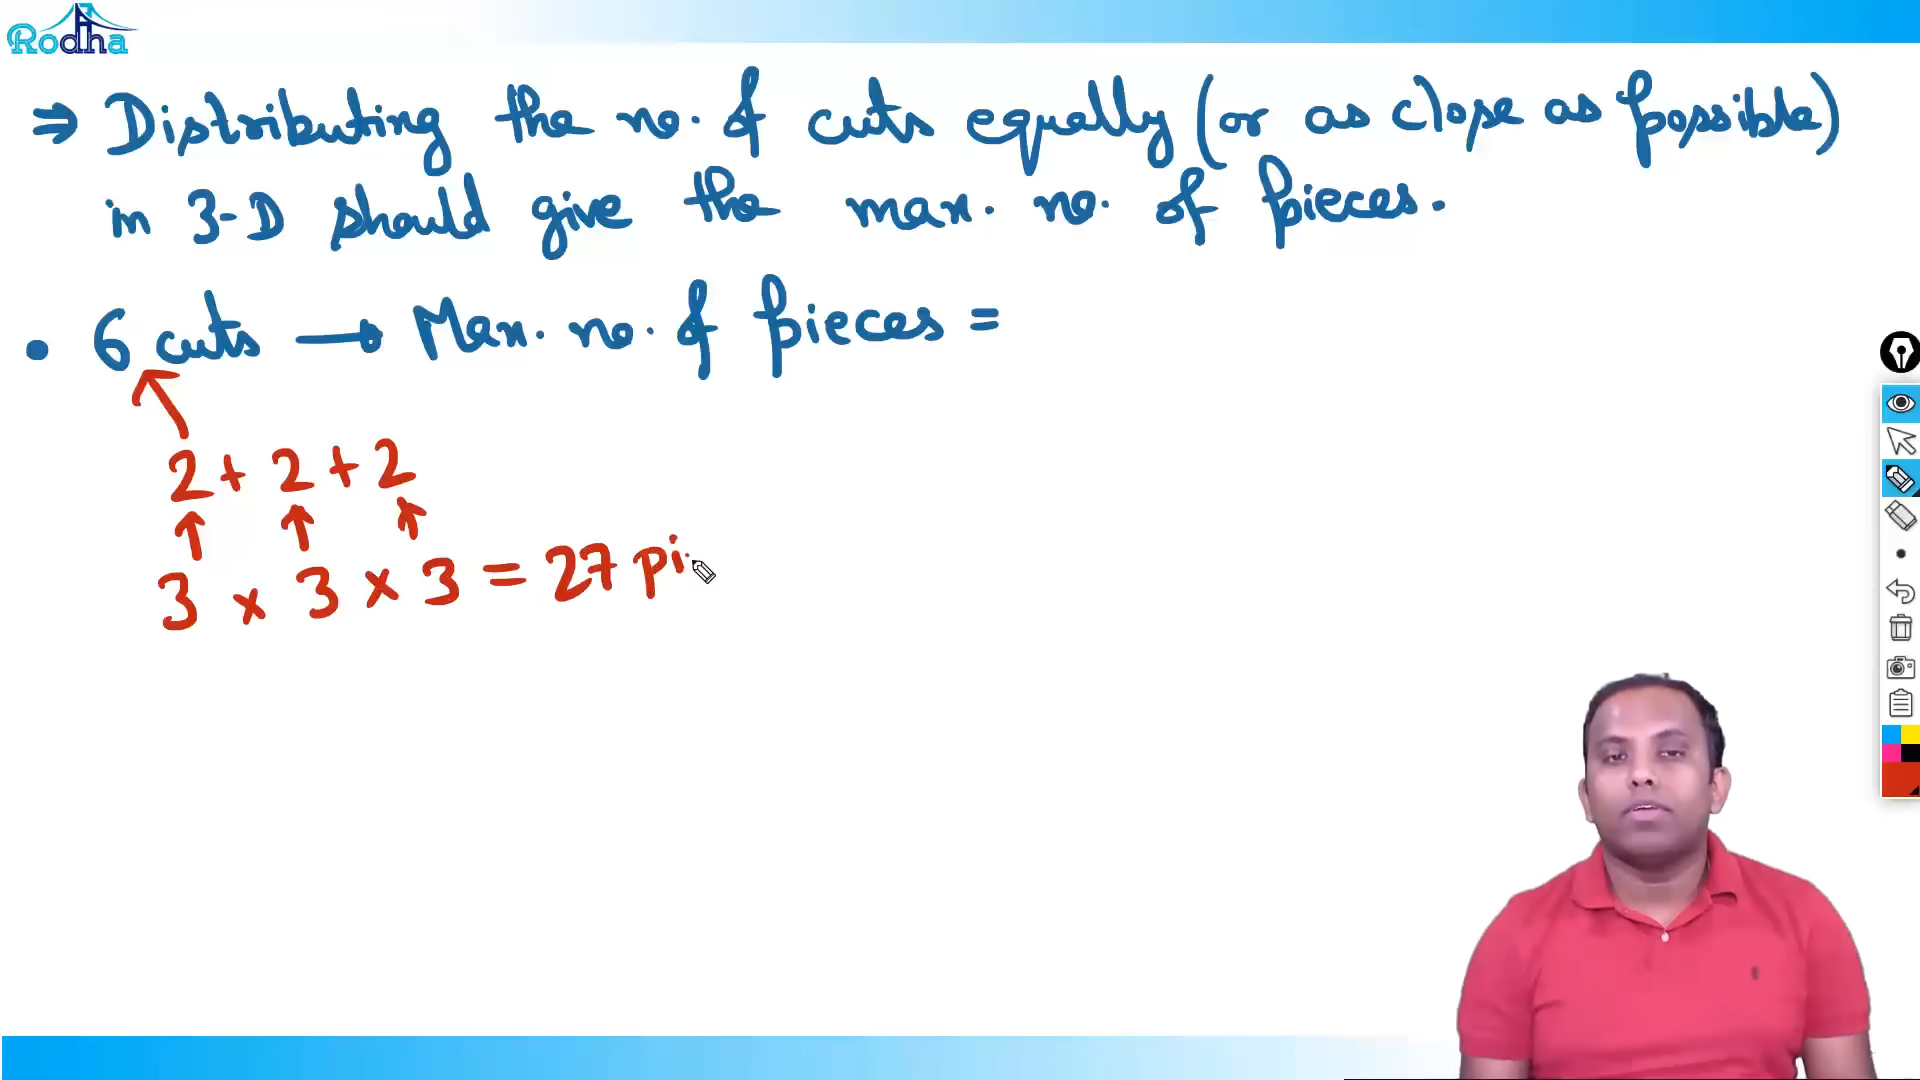 Rodha
⇒ Distributing the no. of cuts equally (or as close as possible)
in 3-D should give the max. no. of pieces.
• 6 cuts → Max. no. of pieces =
2 + 2 + 2
3 x 3 x 3 = 27 pi